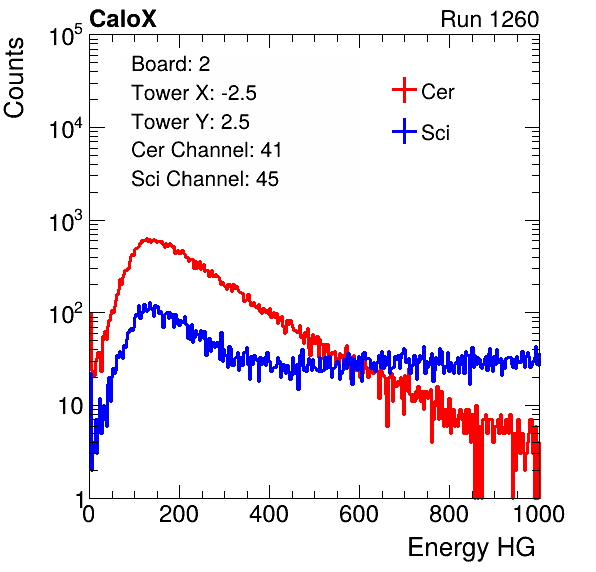 CaloX Run 1260
Counts
10^5
10^4
10^3
10^2
10
1
Board: 2
Tower X: -2.5
Tower Y: 2.5
Cer Channel: 41
Sci Channel: 45
Cer
Sci
0 200 400 600 800 1000
Energy HG